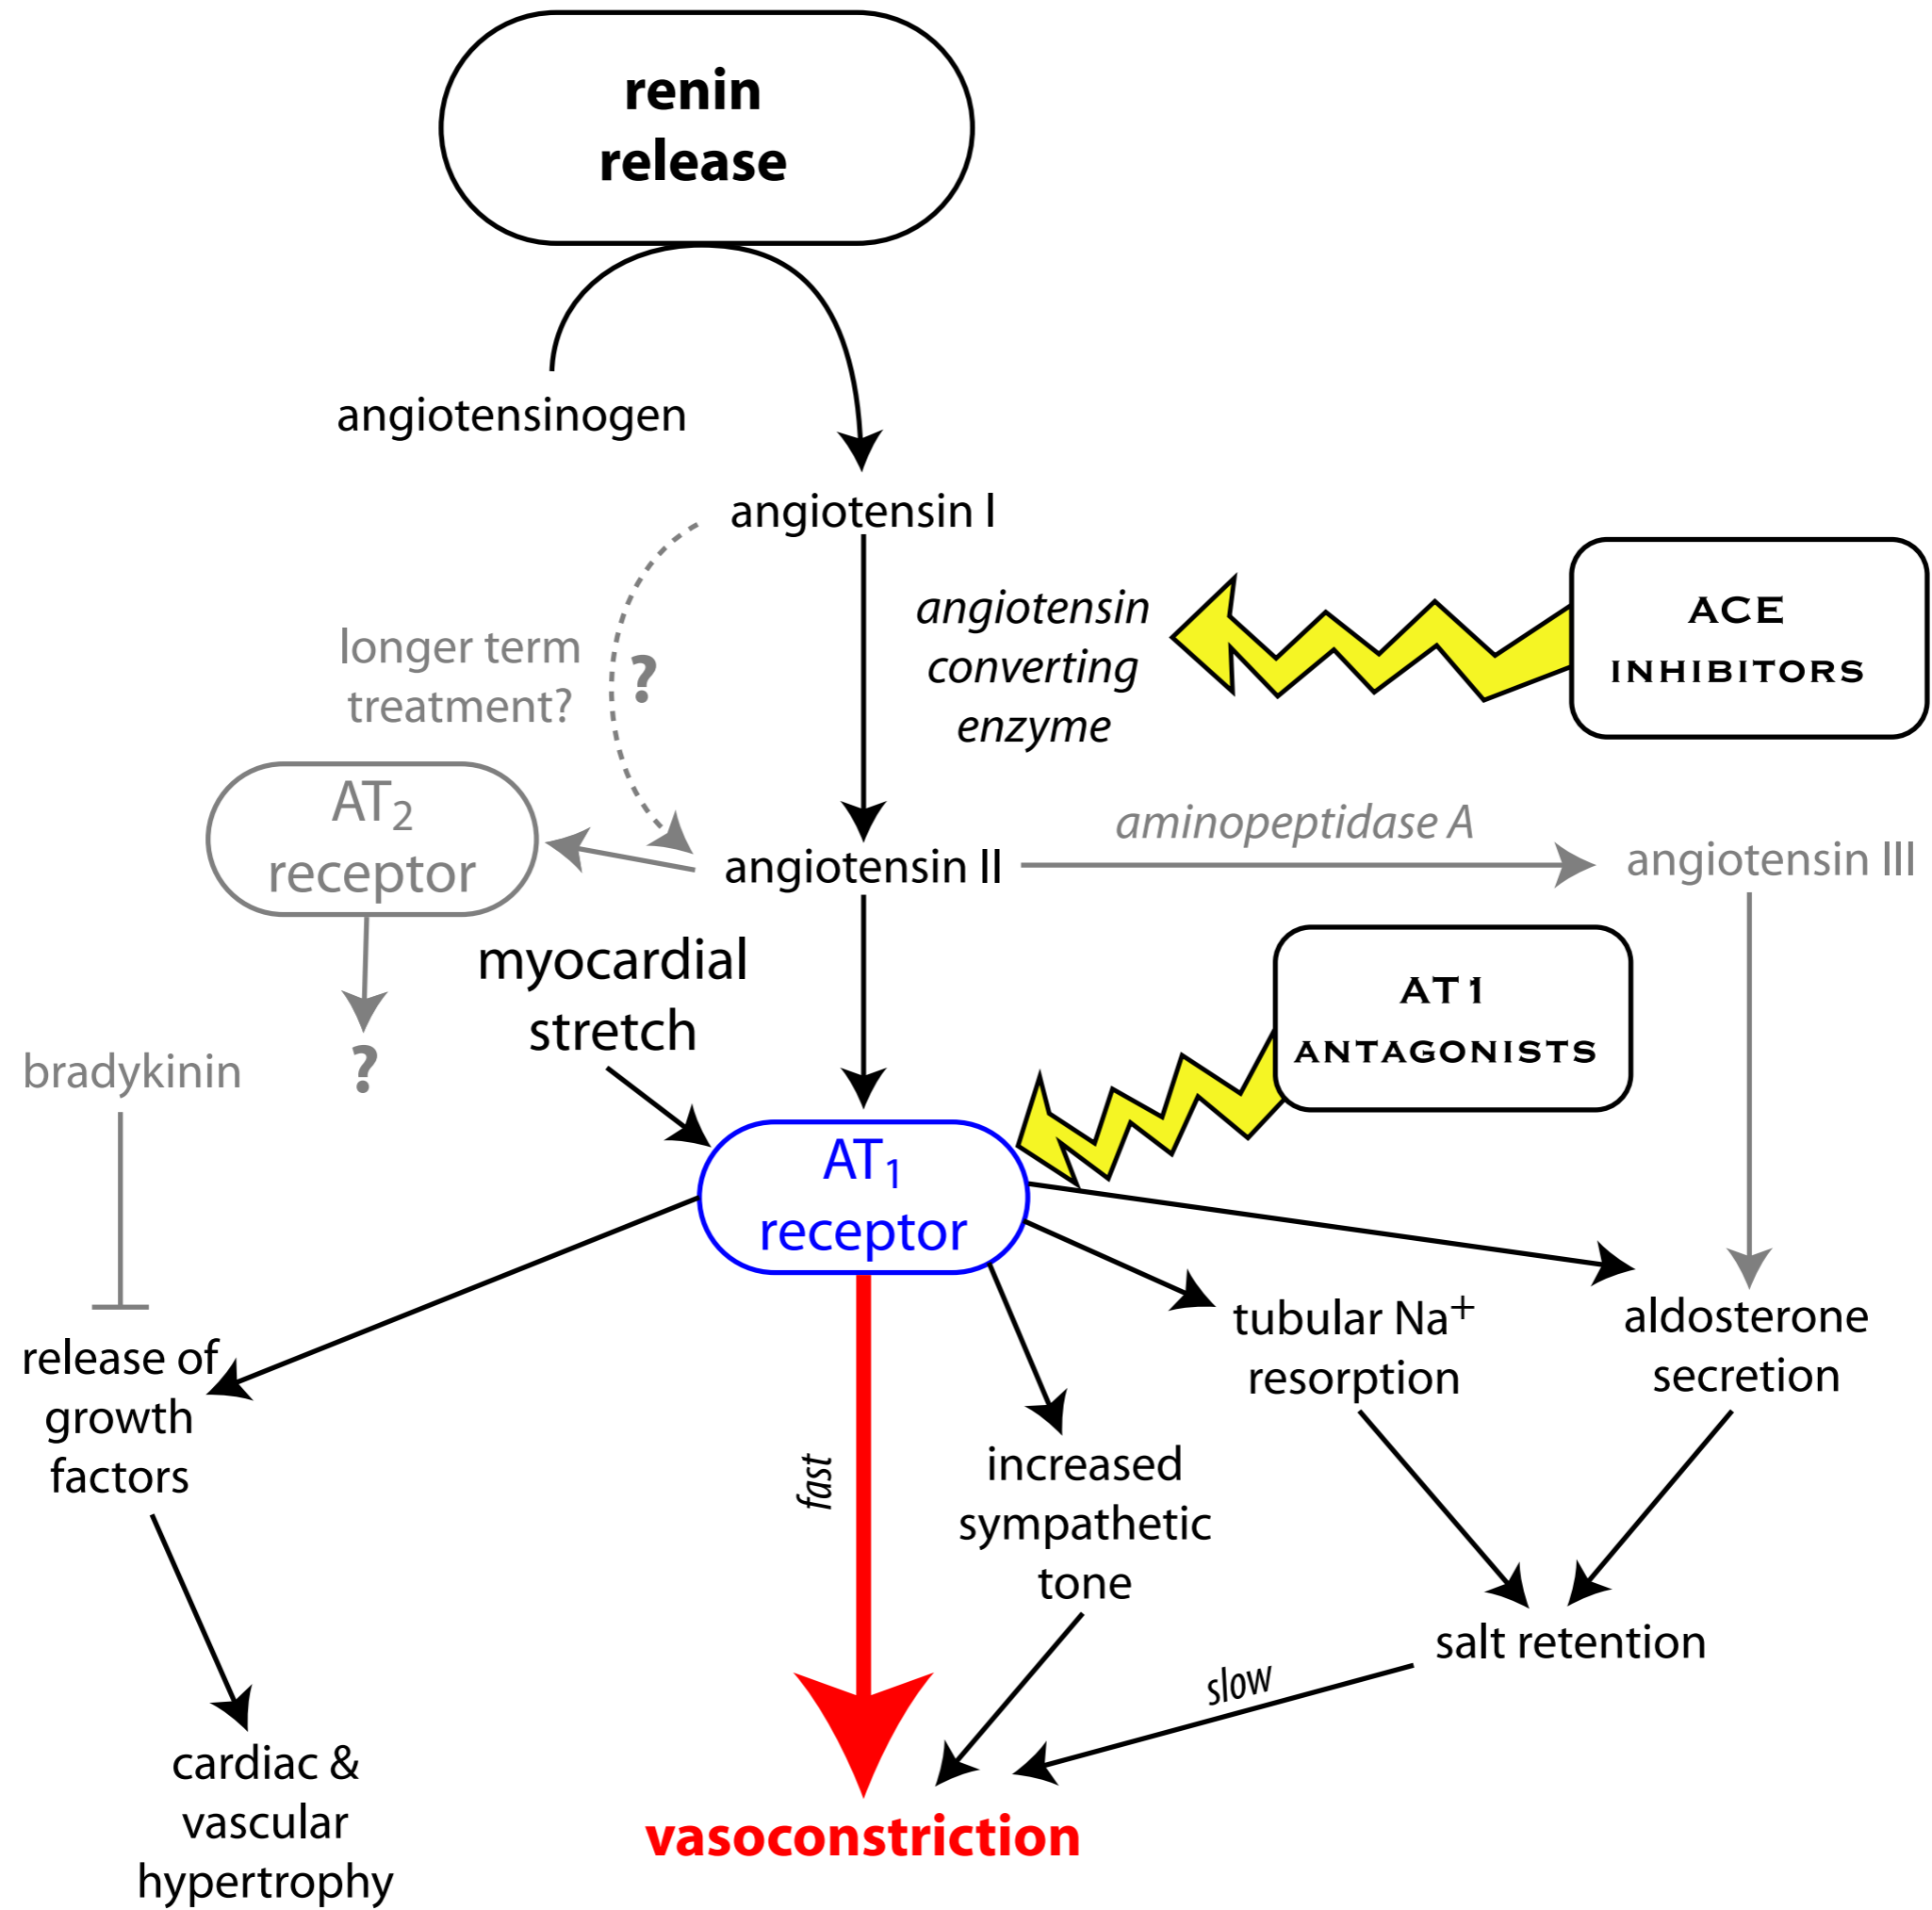 renin
release
angiotensinogen
angiotensin I
angiotensin
converting
enzyme
ACE
INHIBITORS
longer term
treatment?
?
AT2
receptor
angiotensin II
aminopeptidase A
angiotensin III
myocardial
stretch
AT1
ANTAGONISTS
bradykinin
?
AT1
receptor
release of
growth
factors
fast
increased
sympathetic
tone
tubular Na+
resorption
aldosterone
secretion
salt retention
slow
cardiac &
vascular
hypertrophy
vasoconstriction